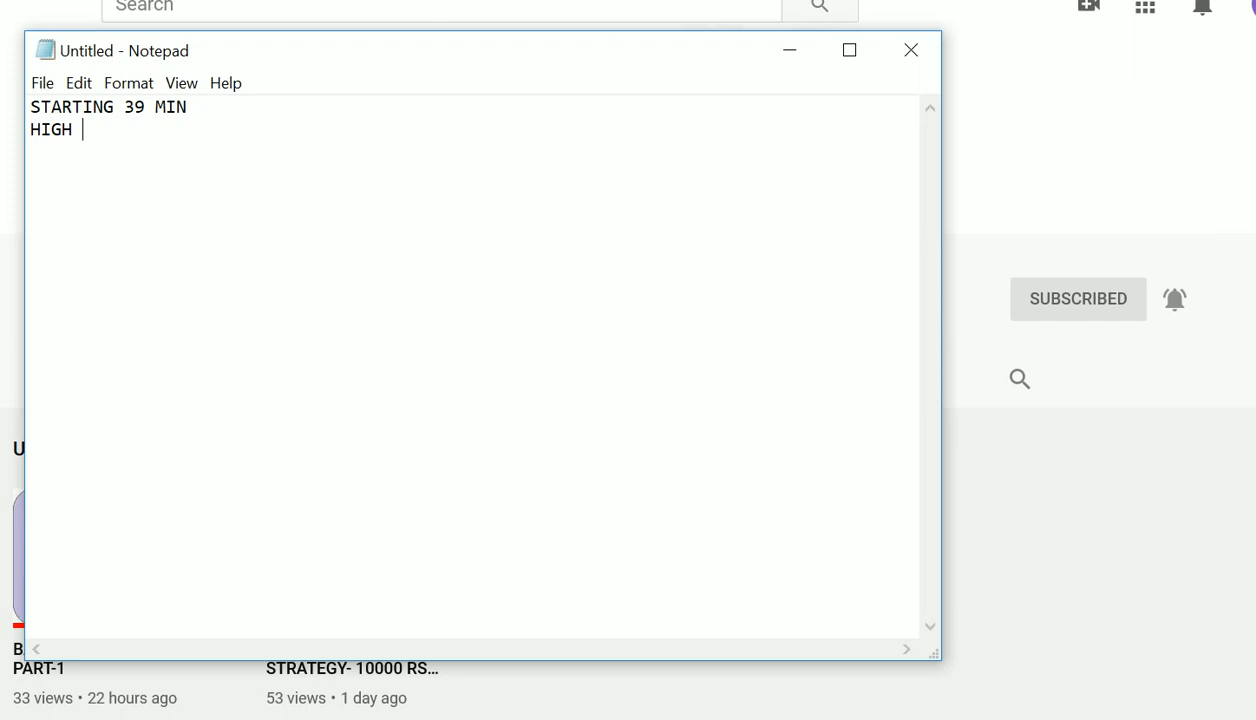 Search
Untitled - Notepad
File Edit Format View Help
STARTING 39 MIN
HIGH
SUBSCRIBED
PART-1
STRATEGY- 10000 RS...
33 views • 22 hours ago
53 views • 1 day ago